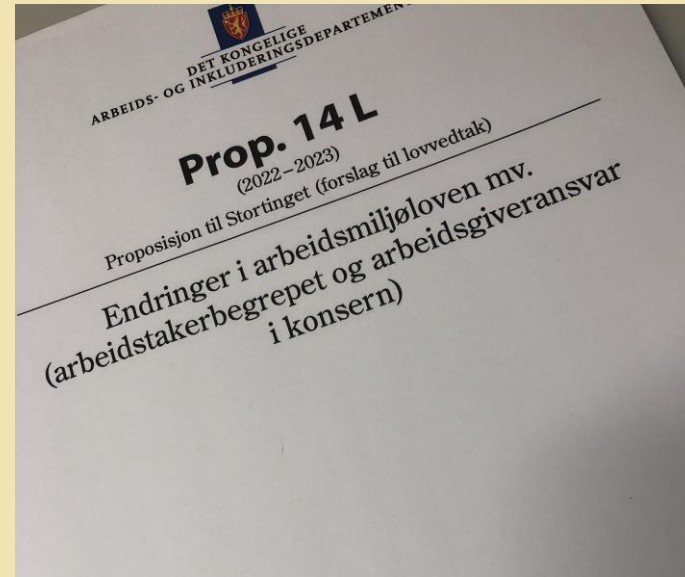 DET KONGELIGE
ARBEIDS- OG INKLUDERINGSDEPARTEMEN
Prop. 14 L
(2022–2023)
Proposisjon til Stortinget (forslag til lovvedtak)
Endringer i arbeidsmiljøloven mv.
(arbeidstakerbegrepet og arbeidsgiveransvar
i konsern)